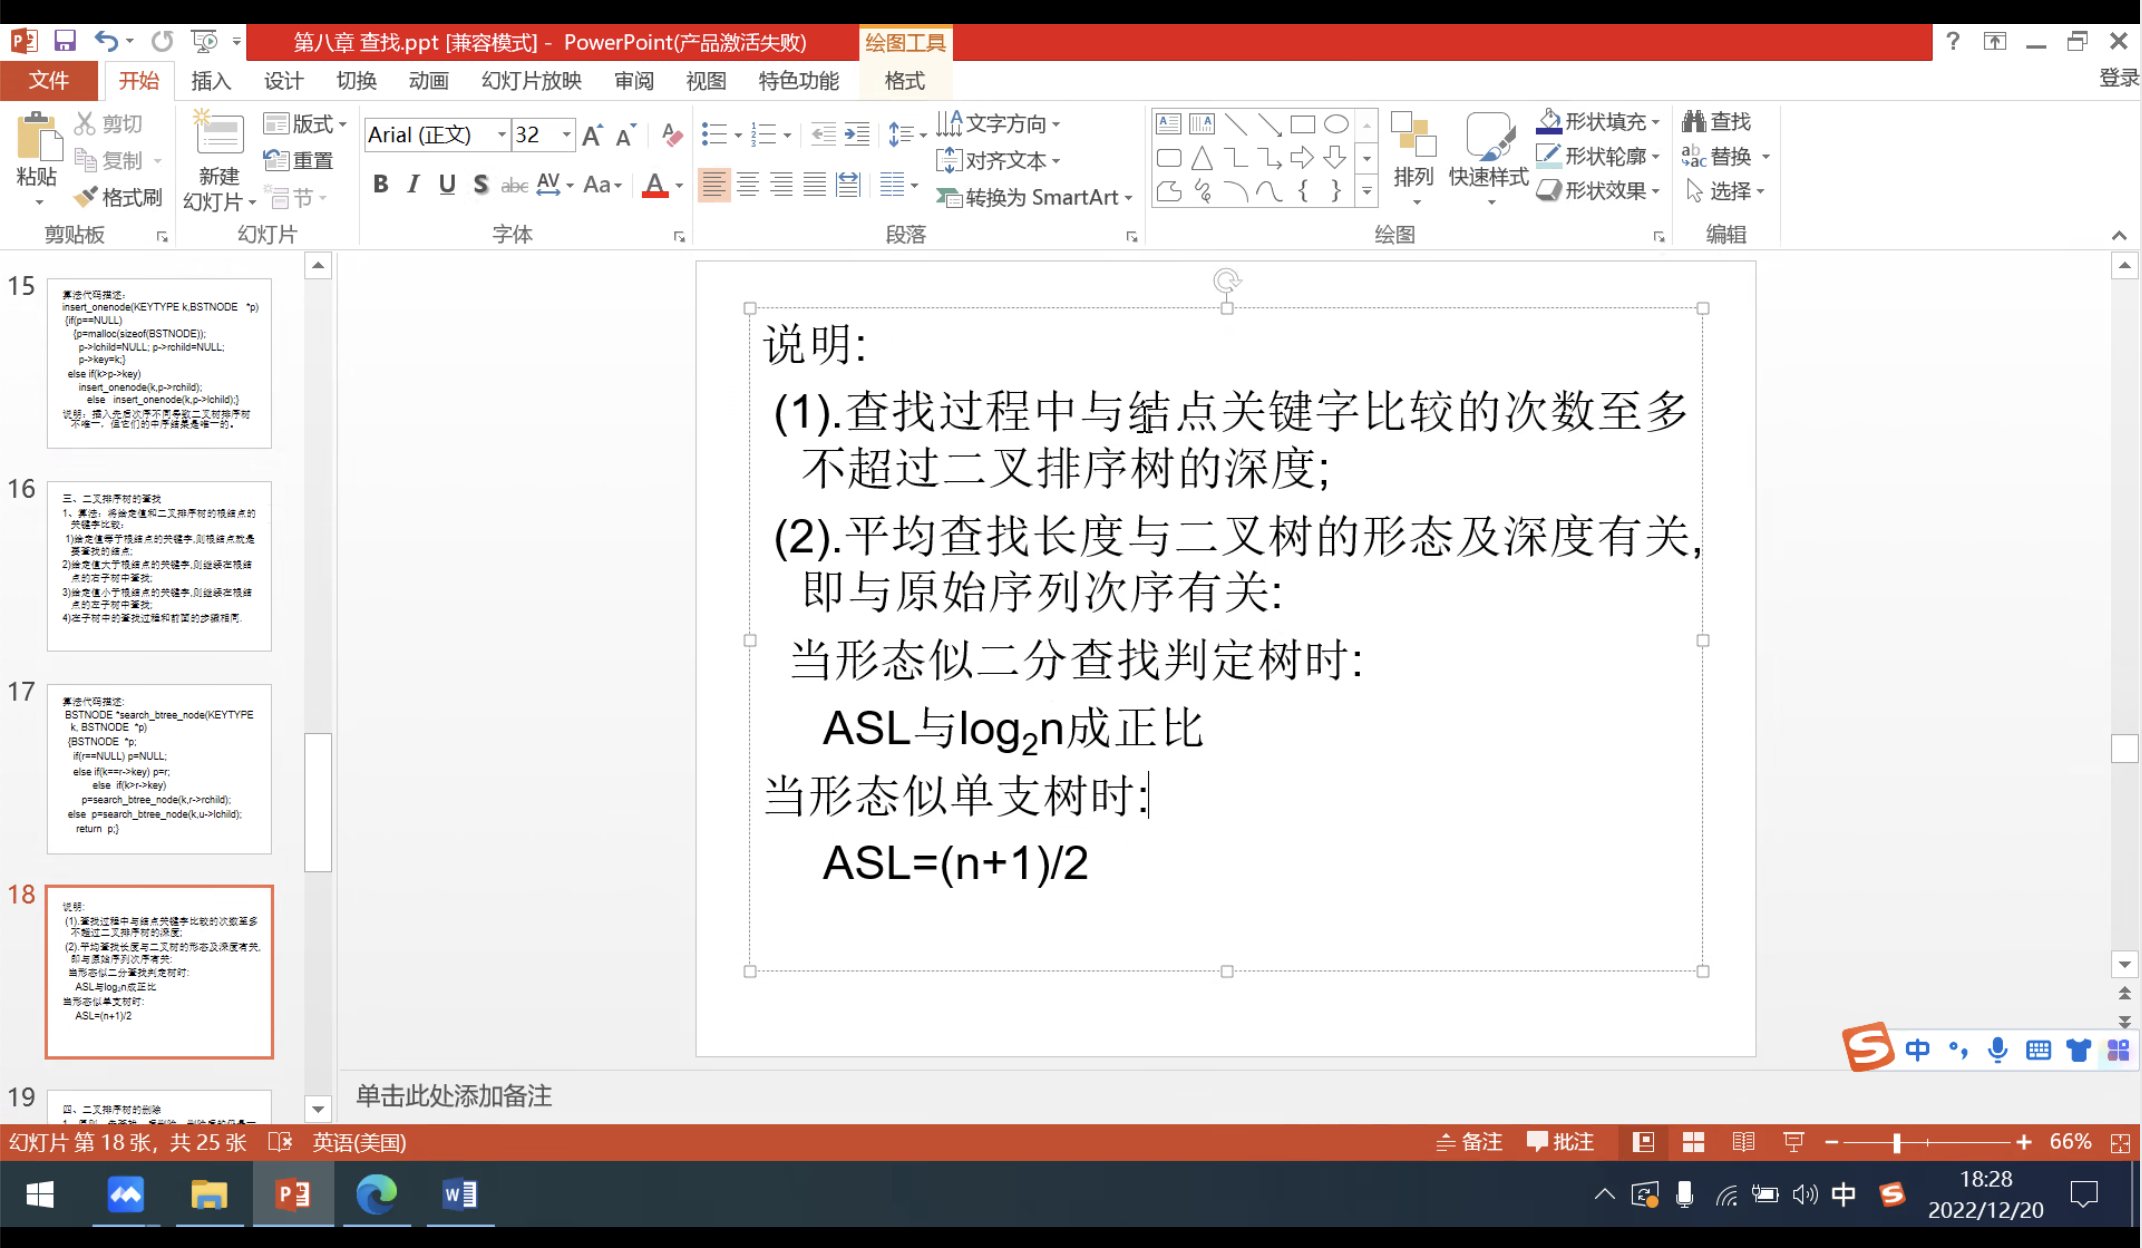 第八章 查找.ppt [兼容模式] - PowerPoint(产品激活失败)
绘图工具
文件 开始 插入 设计 切换 动画 幻灯片放映 审阅 视图 特色功能 格式 登录
粘贴
剪切
复制
格式刷
剪贴板
新建
幻灯片
版式
重置
节
幻灯片
Arial (正文) 32
字体
文字方向
对齐文本
转换为 SmartArt
段落
排列
快速样式
形状填充
形状轮廓
形状效果
绘图
查找
替换
选择
编辑
15
算法代码描述:
insert_onenode(KEYTYPE k,BSTNODE *p)
{if(p==NULL)
{p=malloc(sizeof(BSTNODE));
p->lchild=NULL; p->rchild=NULL;
p->key=k;}
else if(k>p->key)
insert_onenode(k,p->rchild);
else insert_onenode(k,p->lchild);}
说明：插入先后次序不同导致二叉树排序树
不唯一，但它们的中序结果是唯一的。
16
三、二叉排序树的查找
1、算法：将给定值和二叉排序树的根结点的
关键字比较:
1)给定值等于根结点的关键字,则根结点就是
要查找的结点;
2)给定值大于根结点的关键字,则继续在根结
点的右子树中查找;
3)给定值小于根结点的关键字,则继续在根结
点的左子树中查找;
4)在子树中的查找过程和前面的步骤相同.
17
算法代码描述:
BSTNODE *search_btree_node(KEYTYPE
k, BSTNODE *p)
{BSTNODE *p;
if(r==NULL) p=NULL;
else if(k==r->key) p=r;
else if(k>r->key)
p=search_btree_node(k,r->rchild);
else p=search_btree_node(k,u->lchild);
return p;}
18
说明:
(1).查找过程中与结点关键字比较的次数至多
不超过二叉排序树的深度;
(2).平均查找长度与二叉树的形态及深度有关,
即与原始序列次序有关:
当形态似二分查找判定树时:
ASL与log₂n成正比
当形态似单支树时:
ASL=(n+1)/2
19
四、二叉排序树的删除
说明:
(1).查找过程中与结点关键字比较的次数至多
不超过二叉排序树的深度;
(2).平均查找长度与二叉树的形态及深度有关,
即与原始序列次序有关:
当形态似二分查找判定树时:
ASL与log₂n成正比
当形态似单支树时:
ASL=(n+1)/2
单击此处添加备注
中
幻灯片 第 18 张，共 25 张 英语(美国) 备注 批注 66%
中
18:28
2022/12/20